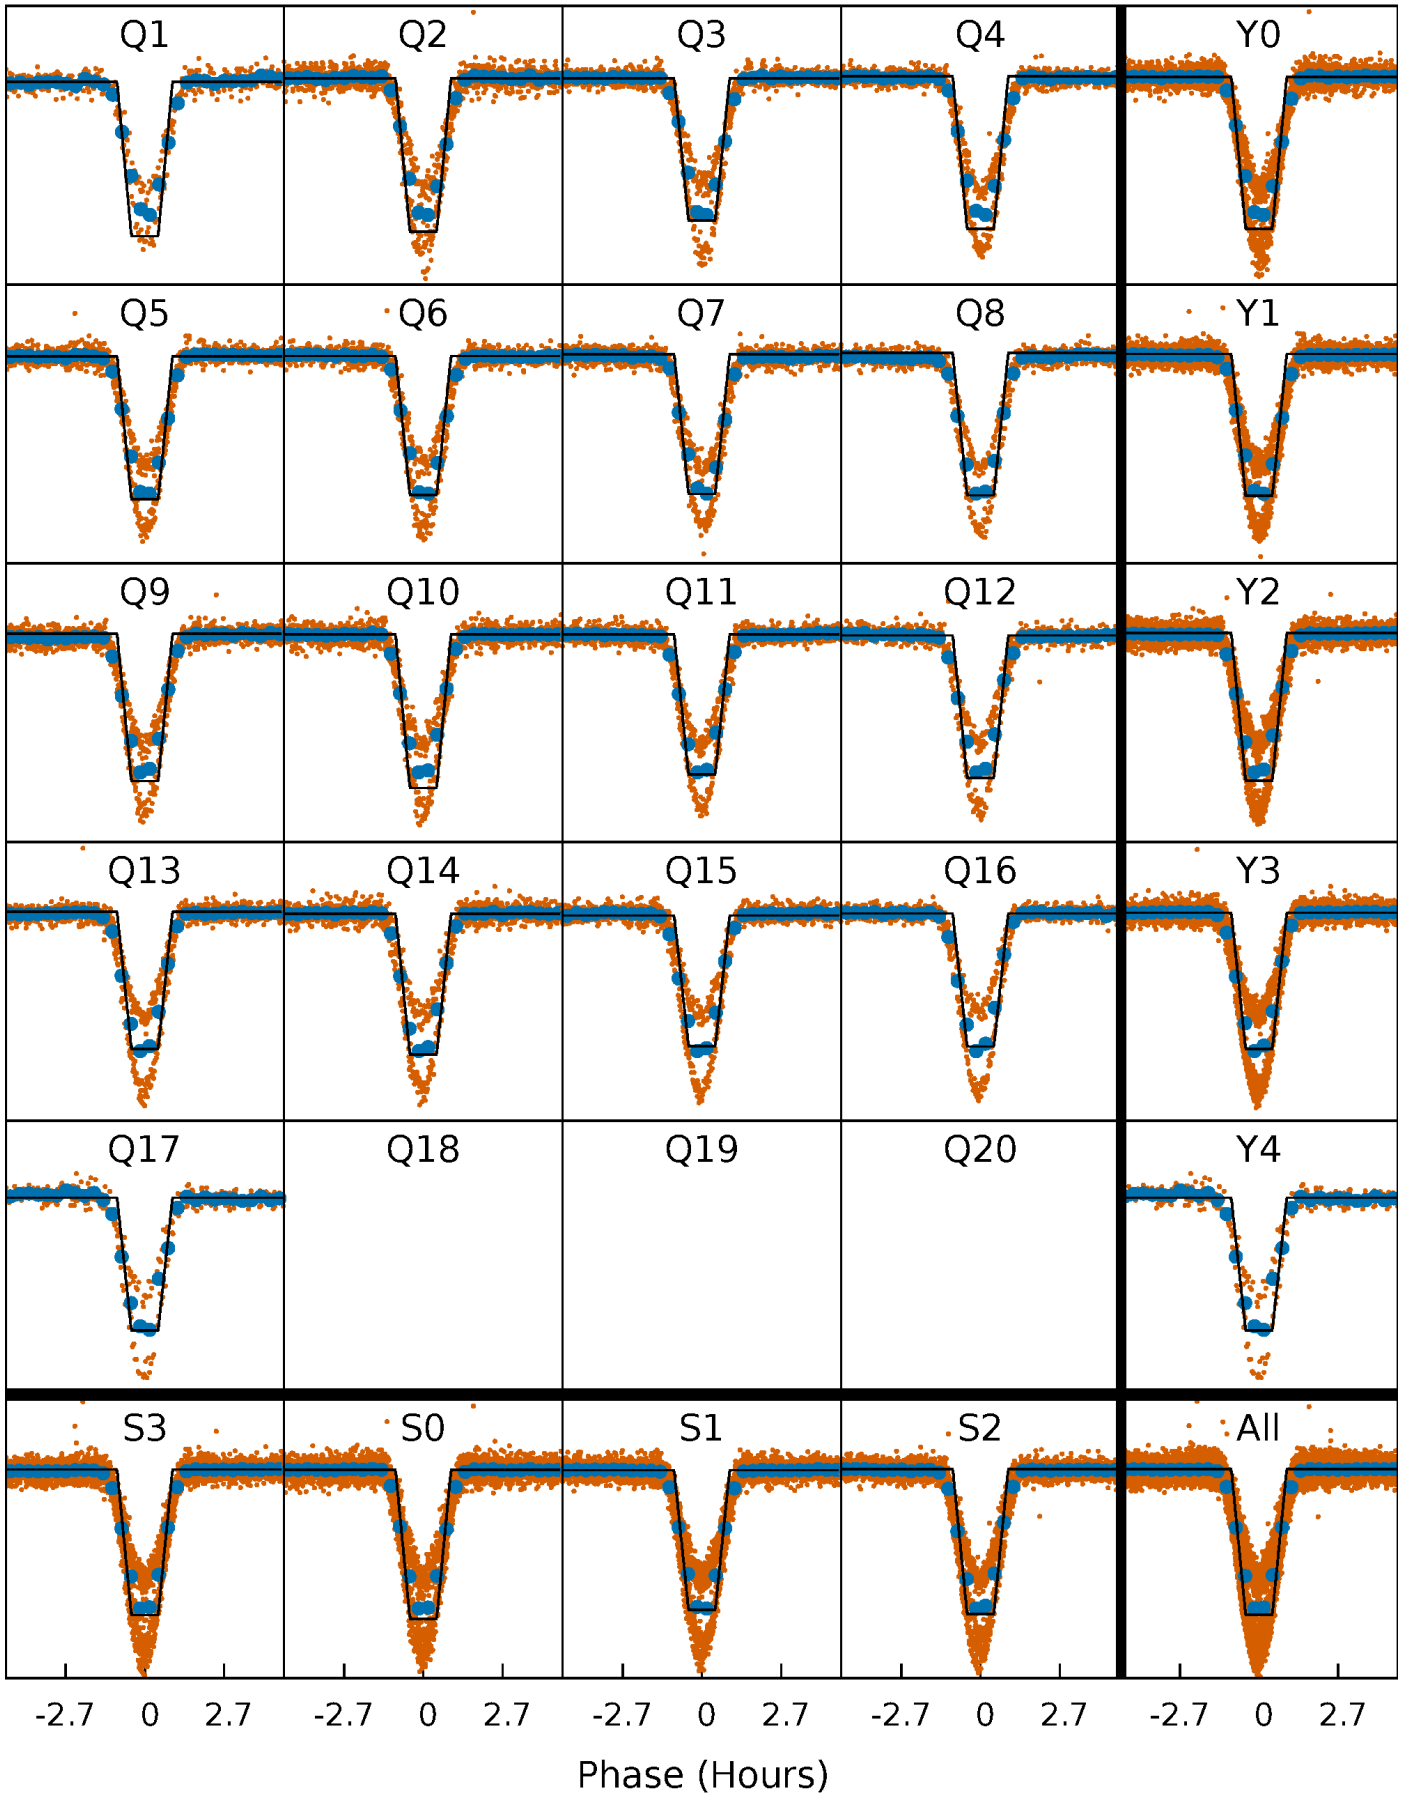 Q1 Q2 Q3 Q4 Y0
Q5 Q6 Q7 Q8 Y1
Q9 Q10 Q11 Q12 Y2
Q13 Q14 Q15 Q16 Y3
Q17 Q18 Q19 Q20 Y4
S3 S0 S1 S2 All
-2.7 0 2.7 -2.7 0 2.7 -2.7 0 2.7 -2.7 0 2.7 -2.7 0 2.7
Phase (Hours)